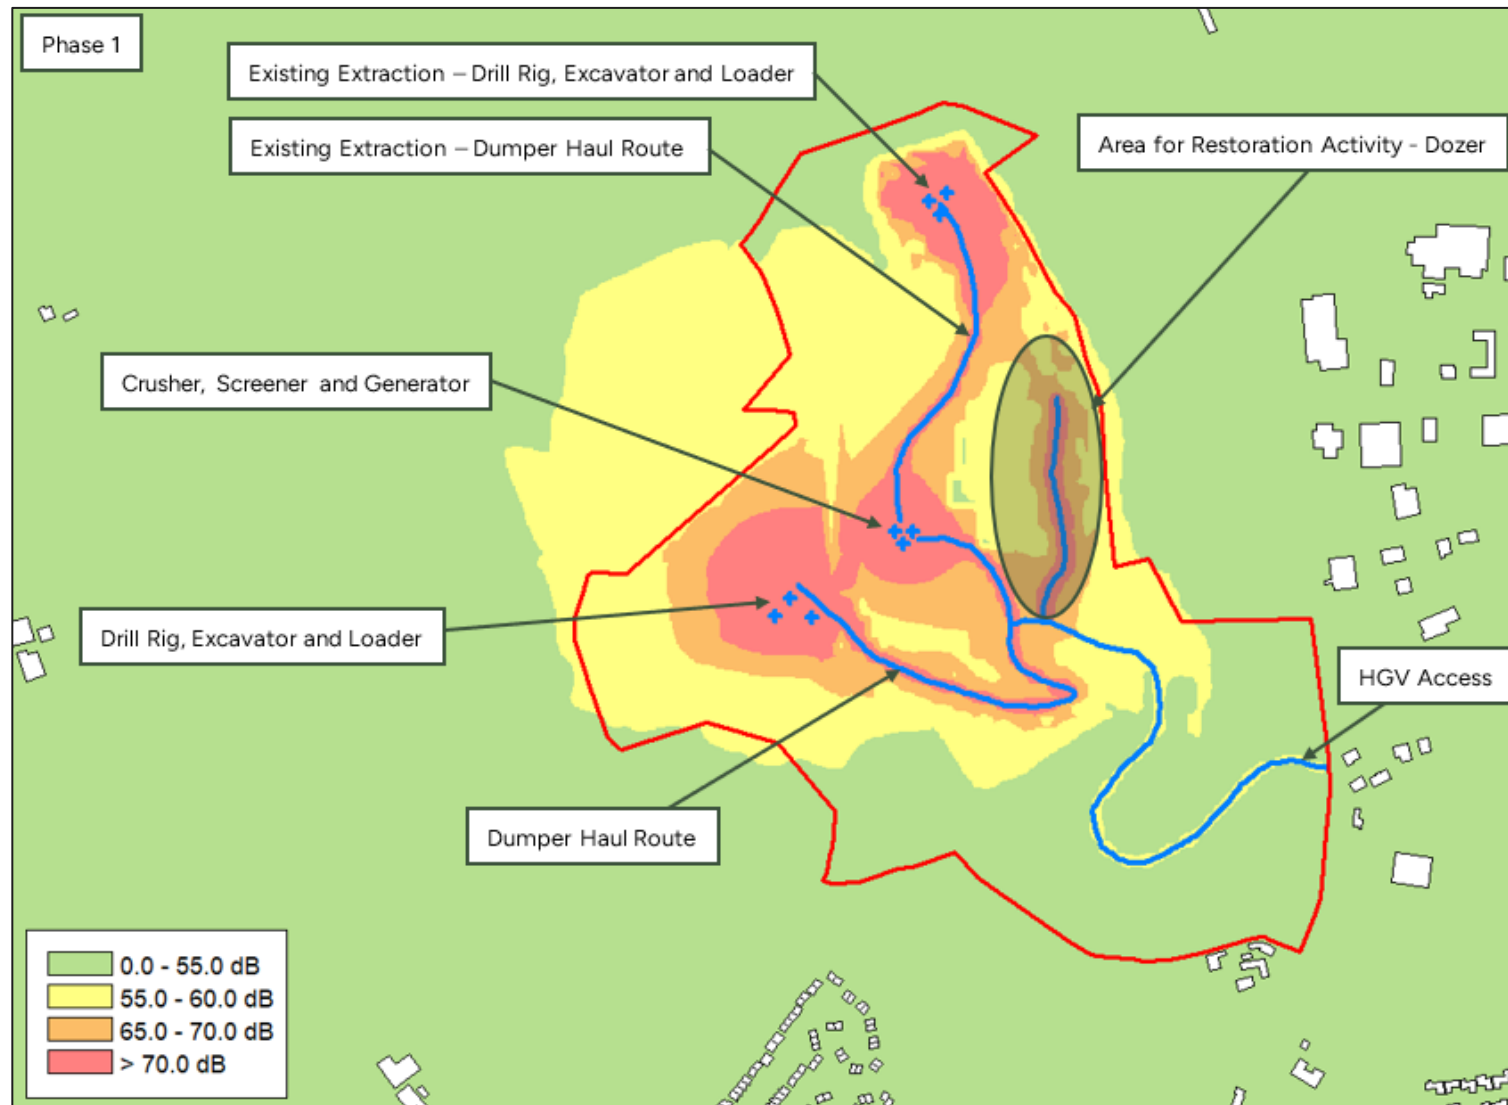 Phase 1
Existing Extraction – Drill Rig, Excavator and Loader
Existing Extraction – Dumper Haul Route
Area for Restoration Activity - Dozer
Crusher, Screener and Generator
Drill Rig, Excavator and Loader
HGV Access
Dumper Haul Route
0.0 - 55.0 dB
55.0 - 60.0 dB
65.0 - 70.0 dB
> 70.0 dB